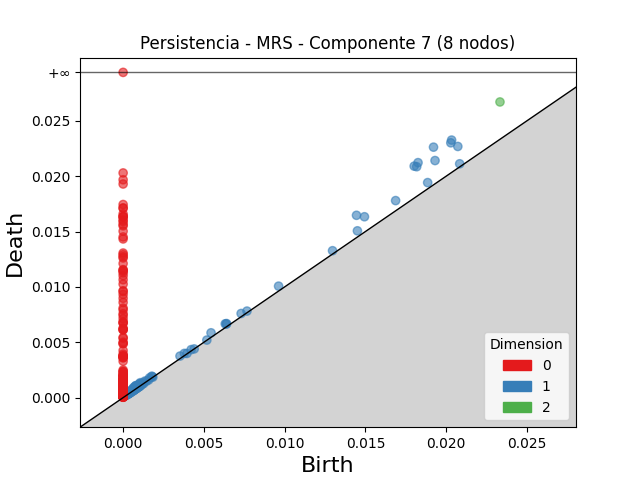 Persistencia - MRS - Componente 7 (8 nodos)
+∞
0.025
0.020
0.015
0.010
0.005
0.000
Death
0.000 0.005 0.010 0.015 0.020 0.025
Birth
Dimension
0
1
2